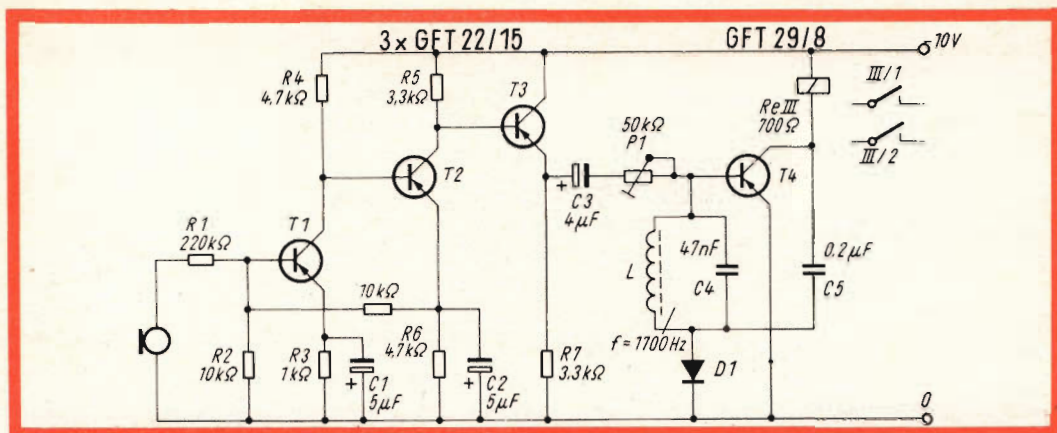 3 x GFT 22/15
GFT 29/8
-10V
R4
4,7kΩ
R5
3,3kΩ
T3
Re III
700Ω
III/1
III/2
50kΩ
P1
T2
T4
+
C3
4µF
R1
220kΩ
T1
10kΩ
L
47nF
C4
0.2µF
C5
f = 1700Hz
R2
10kΩ
R3
1kΩ
+
C1
5µF
R6
4,7kΩ
+
C2
5µF
R7
3.3kΩ
D1
0